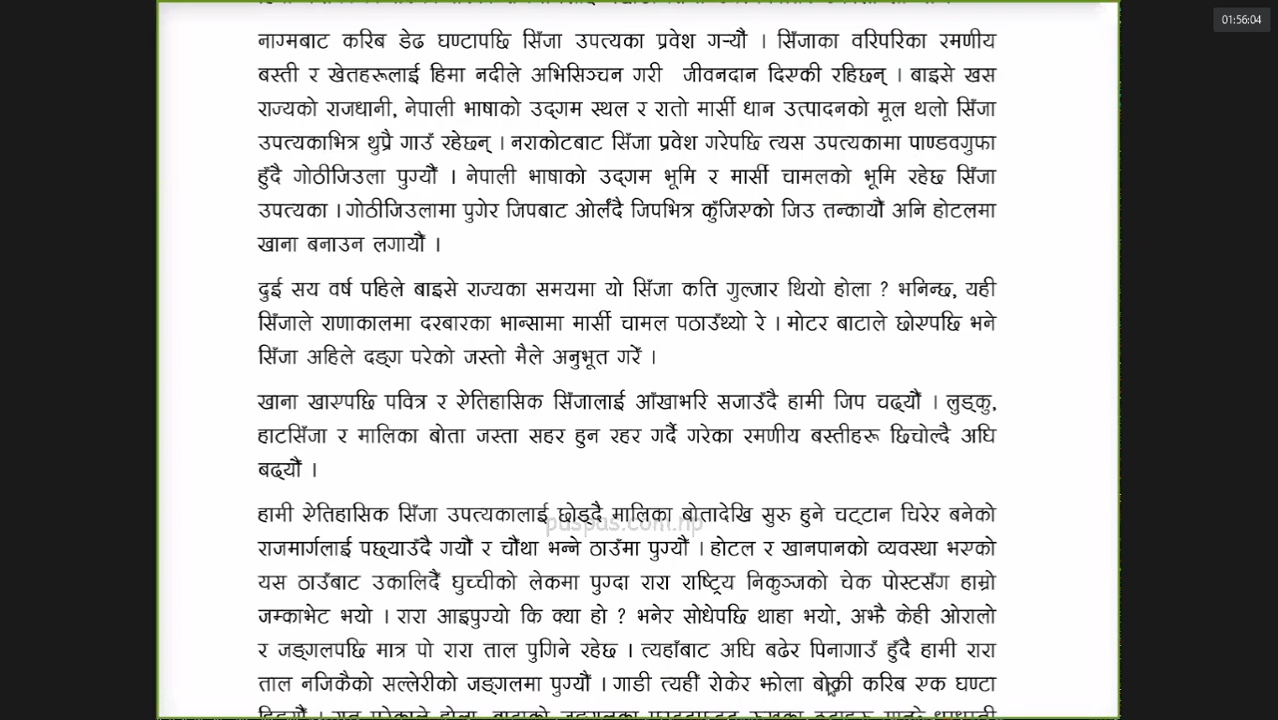 01:56:04
नाग्मबाट करिब डेढ घण्टापछि सिँजा उपत्यका प्रवेश गर्‍यौं । सिँजाका वरिपरिका रमणीय
बस्ती र खेतहरूलाई हिमा नदीले अभिसिञ्चन गरी जीवनदान दिएकी रहिछन् । बाइसे खस
राज्यको राजधानी, नेपाली भाषाको उद्गम स्थल र रातो मार्सी धान उत्पादनको मूल थलो सिँजा
उपत्यकाभित्र थुप्रै गाउँ रहेछन् । नराकोटबाट सिँजा प्रवेश गरेपछि त्यस उपत्यकामा पाण्डवगुफा
हुँदै गोठीजिउला पुग्यौं । नेपाली भाषाको उद्गम भूमि र मार्सी चामलको भूमि रहेछ सिँजा
उपत्यका । गोठीजिउलामा पुगेर जिपबाट ओर्लंदै जिपभित्र कुँजिएको जिउ तन्कायौं अनि होटलमा
खाना बनाउन लगायौं ।
दुई सय वर्ष पहिले बाइसे राज्यका समयमा यो सिँजा कति गुल्जार थियो होला ? भनिन्छ, यही
सिँजाले राणाकालमा दरबारका भान्सामा मार्सी चामल पठाउँथ्यो रे । मोटर बाटाले छोएपछि भने
सिँजा अहिले दङ्ग परेको जस्तो मैले अनुभूत गरें ।
खाना खाएपछि पवित्र र ऐतिहासिक सिँजालाई आँखाभरि सजाउँदै हामी जिप चढ्यौं । लुड्कु,
हाटसिँजा र मालिका बोता जस्ता सहर हुन रहर गर्दै गरेका रमणीय बस्तीहरू छिचोल्दै अघि
बढ्यौं ।
हामी ऐतिहासिक सिँजा उपत्यकालाई छोड्दै मालिका बोतादेखि सुरु हुने चट्टान चिरेर बनेको
puspas.com.np
राजमार्गलाई पछ्याउँदै गयौं र चौंथा भन्ने ठाउँमा पुग्यौं । होटल र खानपानको व्यवस्था भएको
यस ठाउँबाट उकालिदैं घुच्चीको लेकमा पुग्दा रारा राष्ट्रिय निकुञ्जको चेक पोस्टसँग हाम्रो
जम्काभेट भयो । रारा आइपुग्यो कि क्या हो ? भनेर सोधेपछि थाहा भयो, अझै केही ओरालो
र जङ्गलपछि मात्र पो रारा ताल पुगिने रहेछ । त्यहाँबाट अघि बढेर पिनागाउँ हुँदै हामी रारा
ताल नजिकैको सल्लेरीको जङ्गलमा पुग्यौं । गाडी त्यहीं रोकेर झोला बोकी करिब एक घण्टा